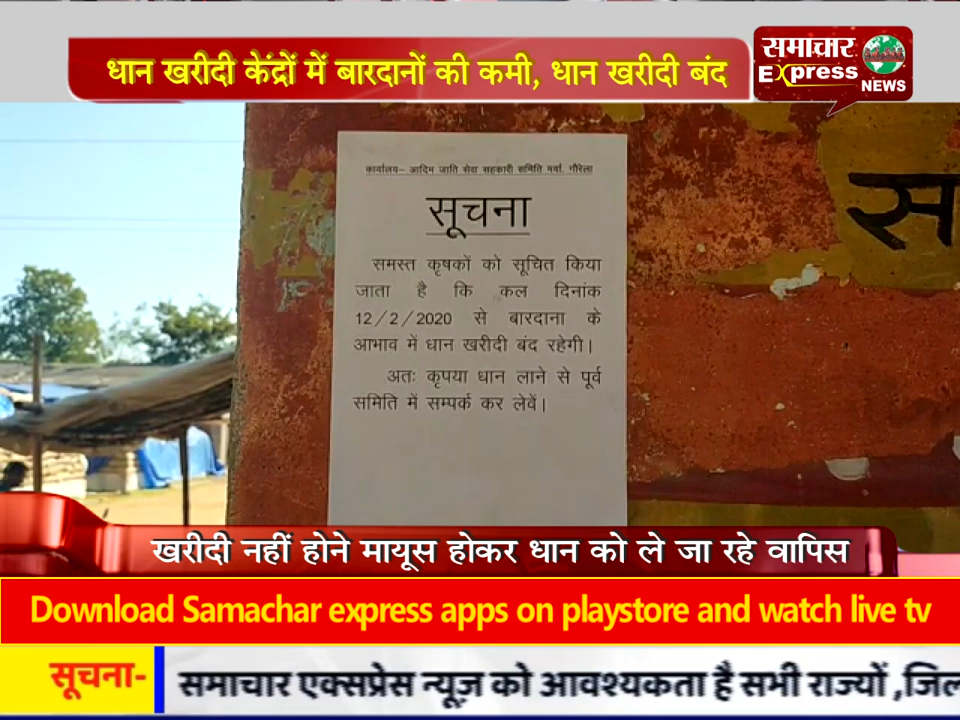 धान खरीदी केंद्रों में बारदानों की कमी, धान खरीदी बंद
समाचार
Express
NEWS
कार्यालय- आदिम जाति सेवा सहकारी समिति मर्या. गौरेला
सूचना
समस्त कृषकों को सूचित किया
जाता है कि कल दिनांक
12/2/2020 से बारदाना के
आभाव में धान खरीदी बंद रहेगी।
अतः कृपया धान लाने से पूर्व
समिति में सम्पर्क कर लेवें।
स
खरीदी नहीं होने मायूस होकर धान को ले जा रहे वापिस
Download Samachar express apps on playstore and watch live tv
सूचना- समाचार एक्सप्रेस न्यूज़ को आवश्यकता है सभी राज्यों ,जिल